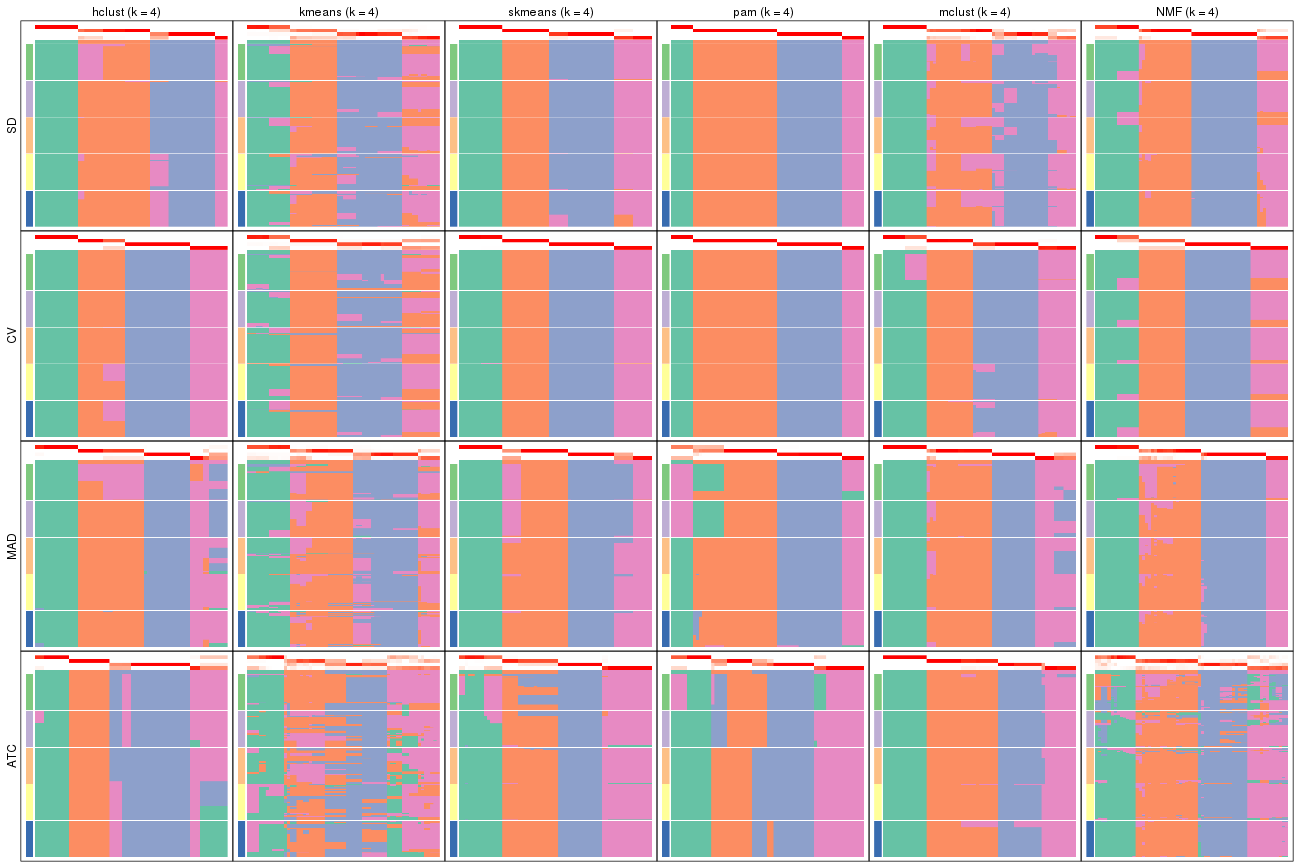 hclust (k = 4) kmeans (k = 4) skmeans (k = 4) pam (k = 4) mclust (k = 4) NMF (k = 4)
SD
CV
MAD
ATC